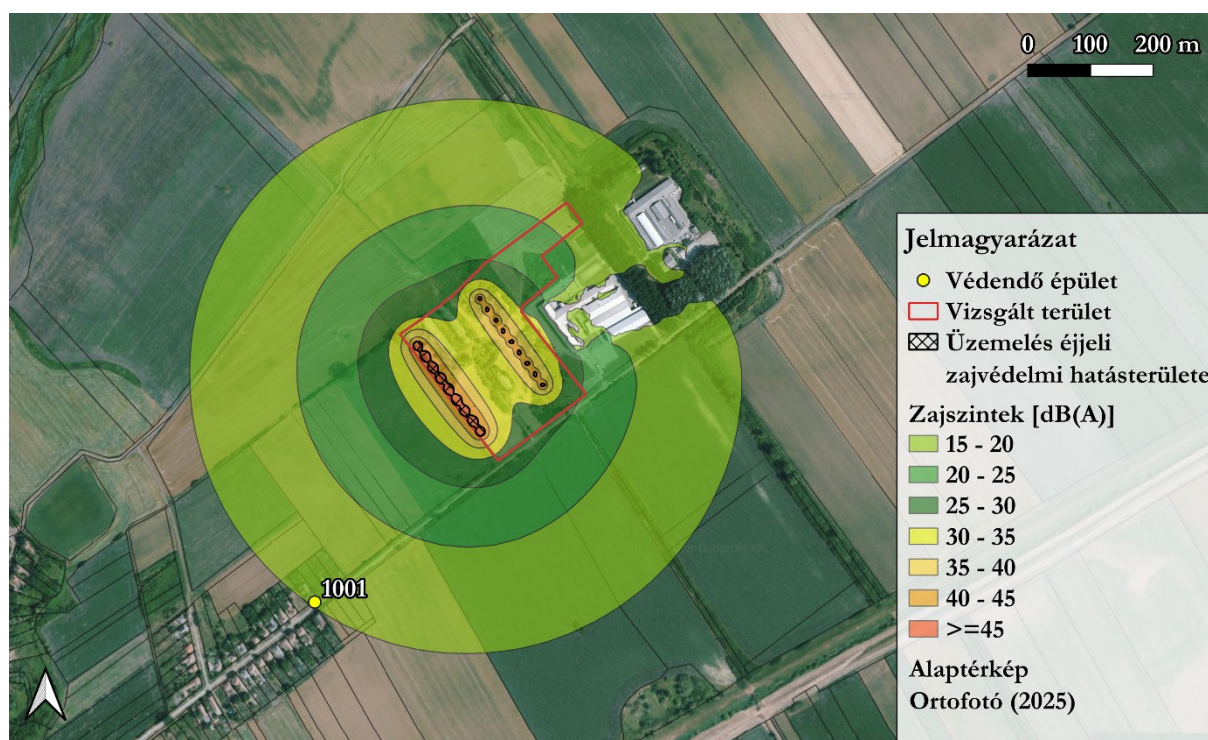 0 100 200 m
Jelmagyarázat
Védendő épület
Vizsgált terület
Üzemelés éjjeli
zajvédelmi hatásterülete
Zajszintek [dB(A)]
15 - 20
20 - 25
25 - 30
30 - 35
35 - 40
40 - 45
>=45
Alaptérkép
Ortofotó (2025)
1001